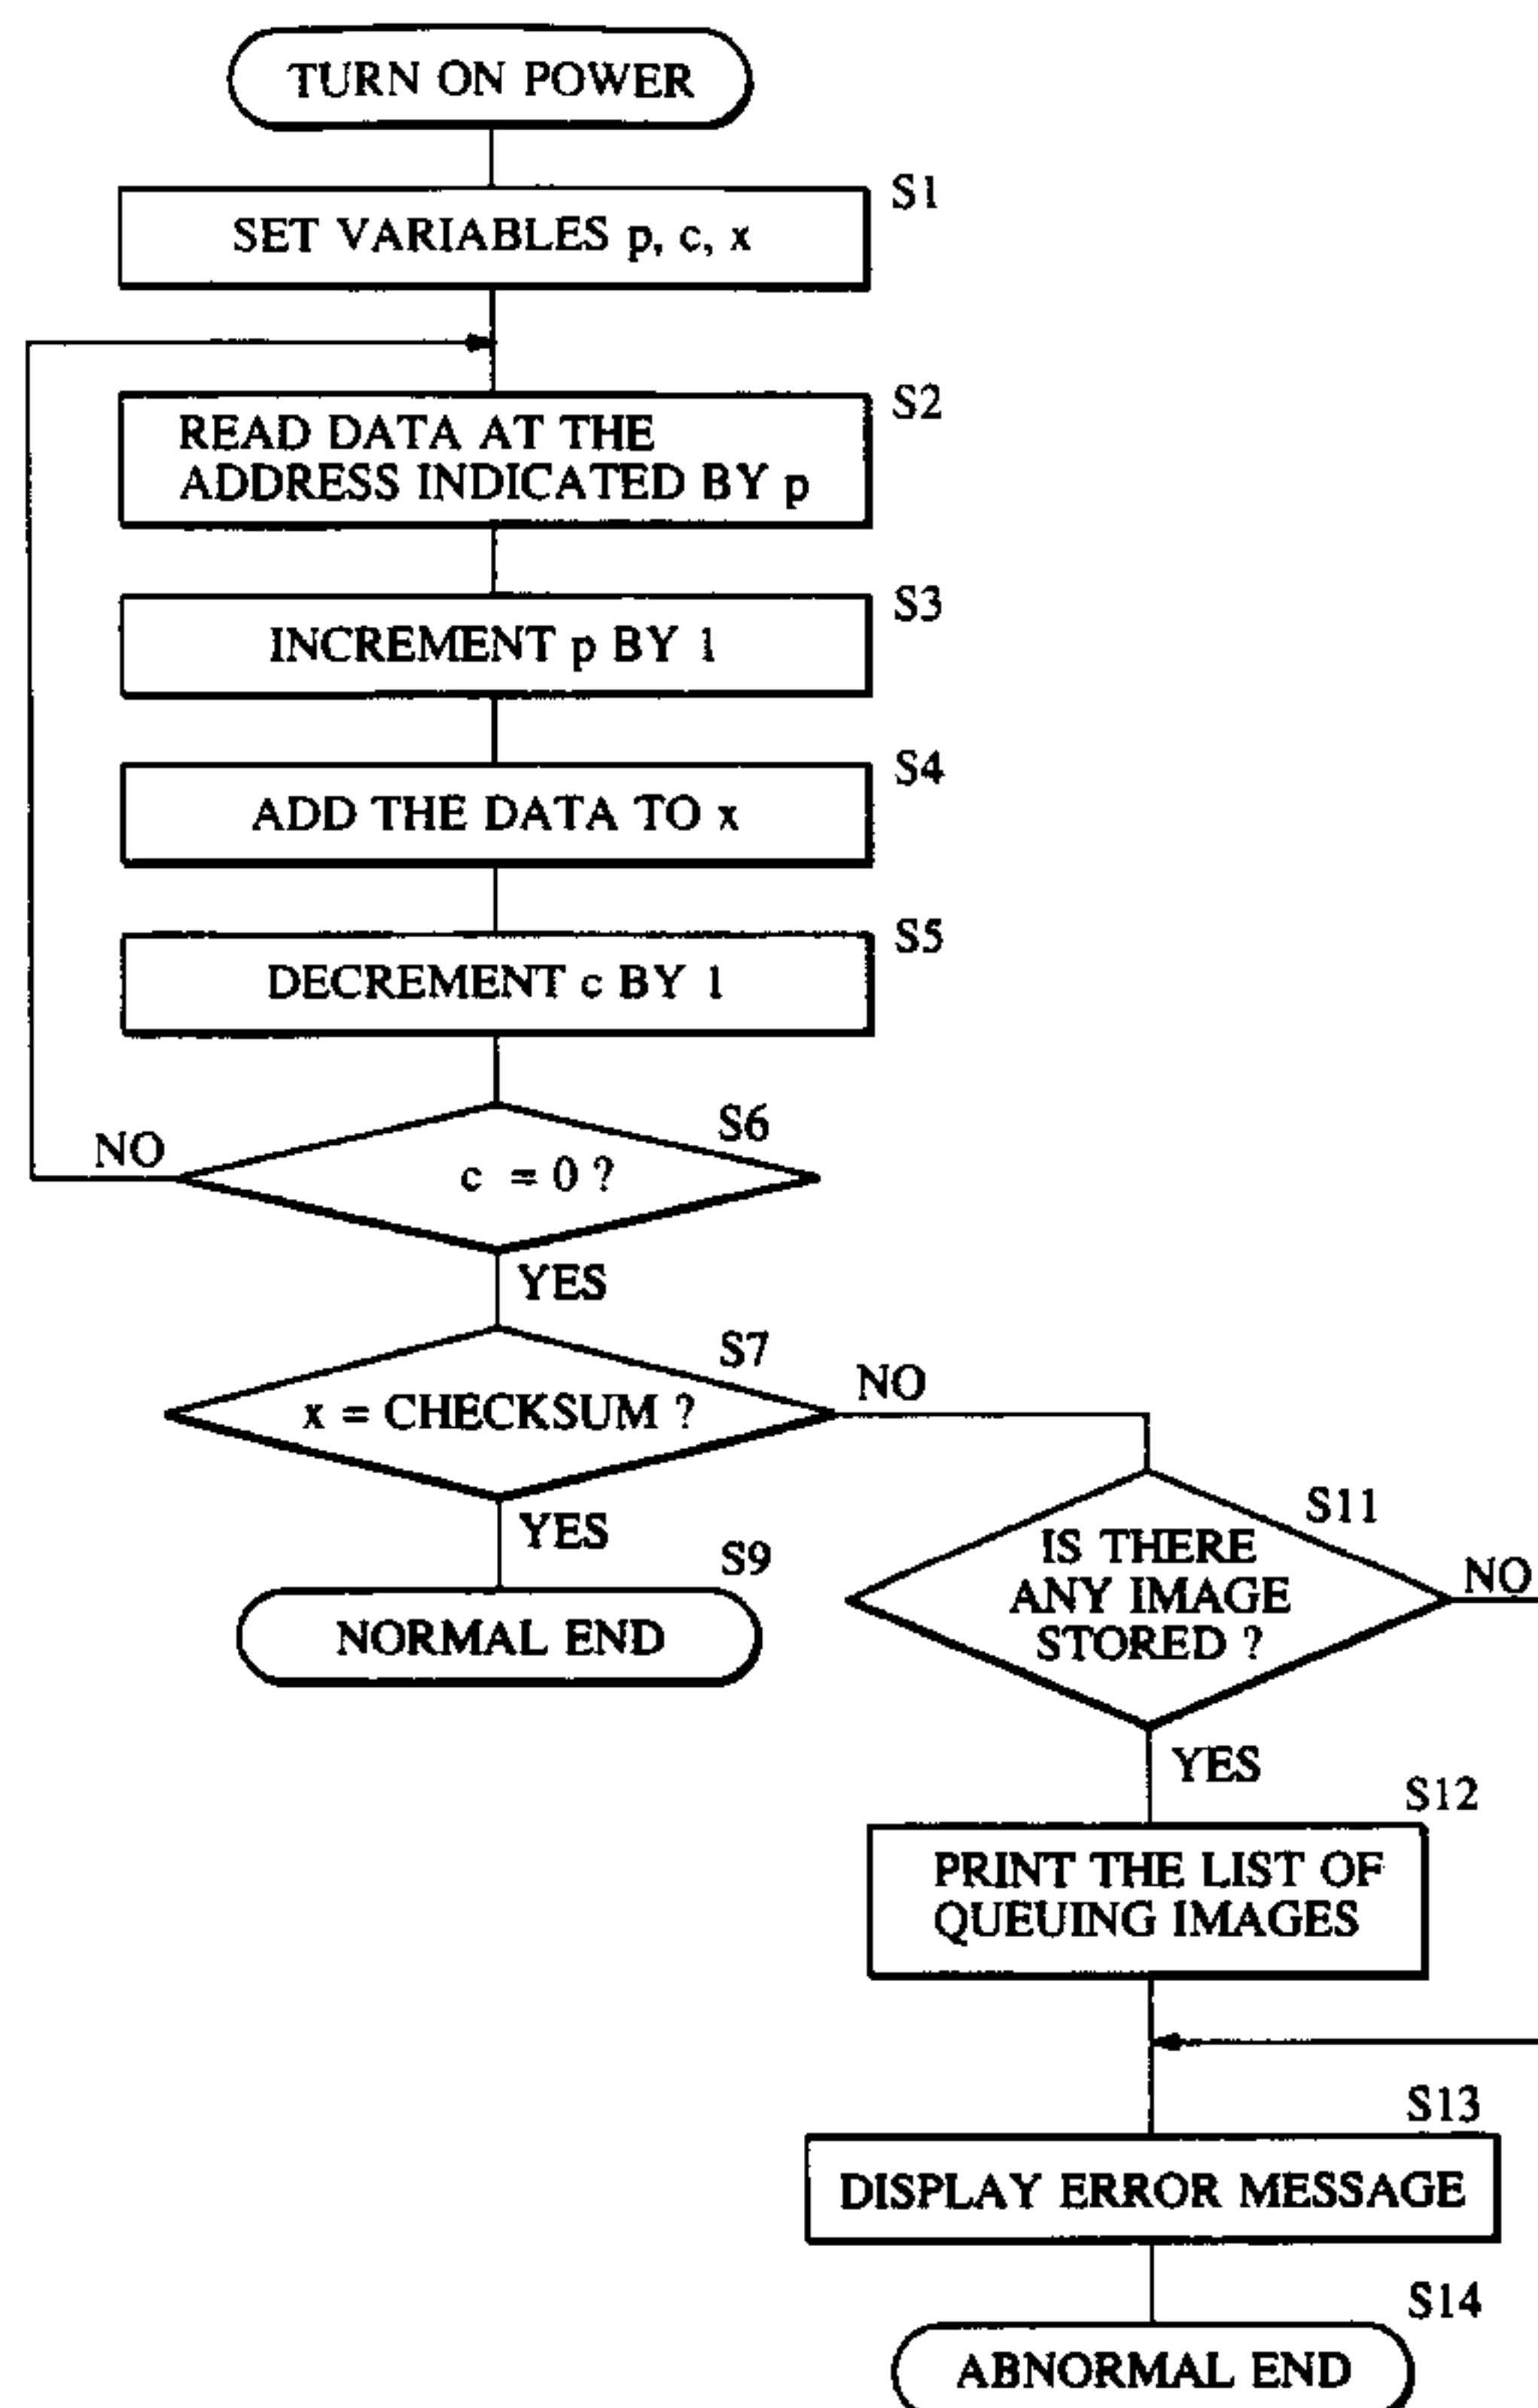 TURN ON POWER
S1
SET VARIABLES p, c, x
S2
READ DATA AT THE
ADDRESS INDICATED BY p
S3
INCREMENT p BY 1
S4
ADD THE DATA TO x
S5
DECREMENT c BY 1
S6
NO
c = 0 ?
YES
S7
NO
x = CHECKSUM ?
YES
S9
NORMAL END
S11
IS THERE
ANY IMAGE
STORED ?
NO
YES
S12
PRINT THE LIST OF
QUEUING IMAGES
S13
DISPLAY ERROR MESSAGE
S14
ABNORMAL END